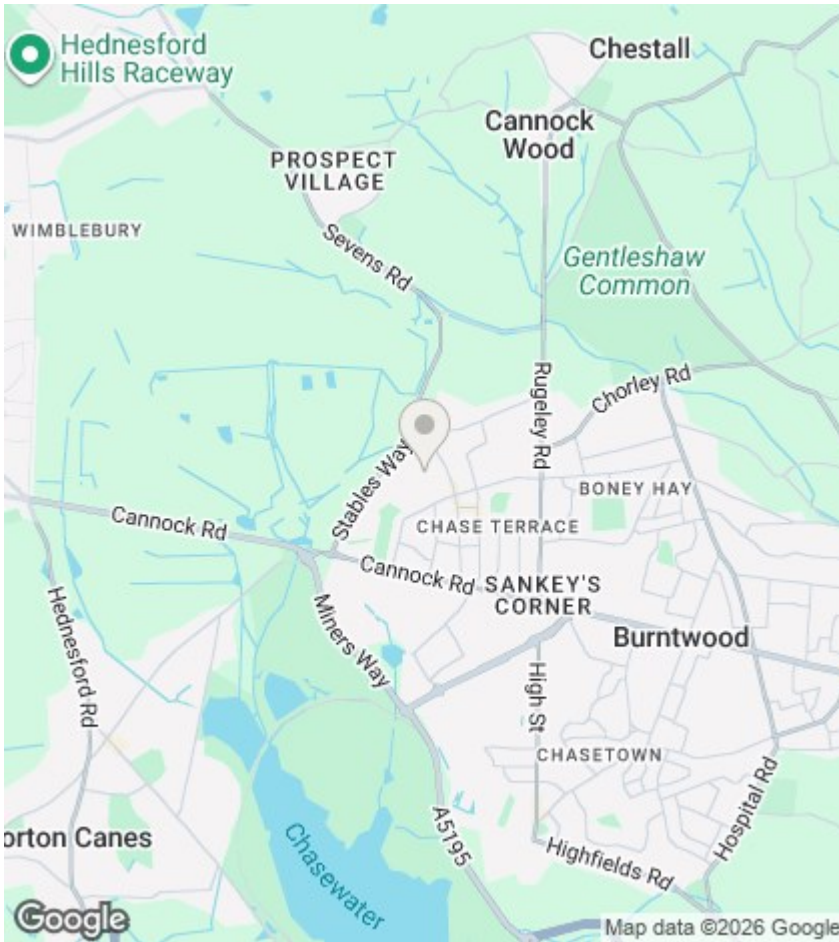 Hednesford
Hills Raceway
Chestall
Cannock
Wood
PROSPECT
VILLAGE
WIMBLEBURY
Sevens Rd
Gentleshaw
Common
Rugeley Rd
Chorley Rd
Stables Way
BONEY HAY
Cannock Rd
CHASE TERRACE
Cannock Rd
SANKEY'S
CORNER
Hednesford Rd
Miners Way
Burntwood
High St
CHASETOWN
Hospital Rd
orton Canes
Chasewater
A5195
Highfields Rd
Google
Map data ©2026 Google